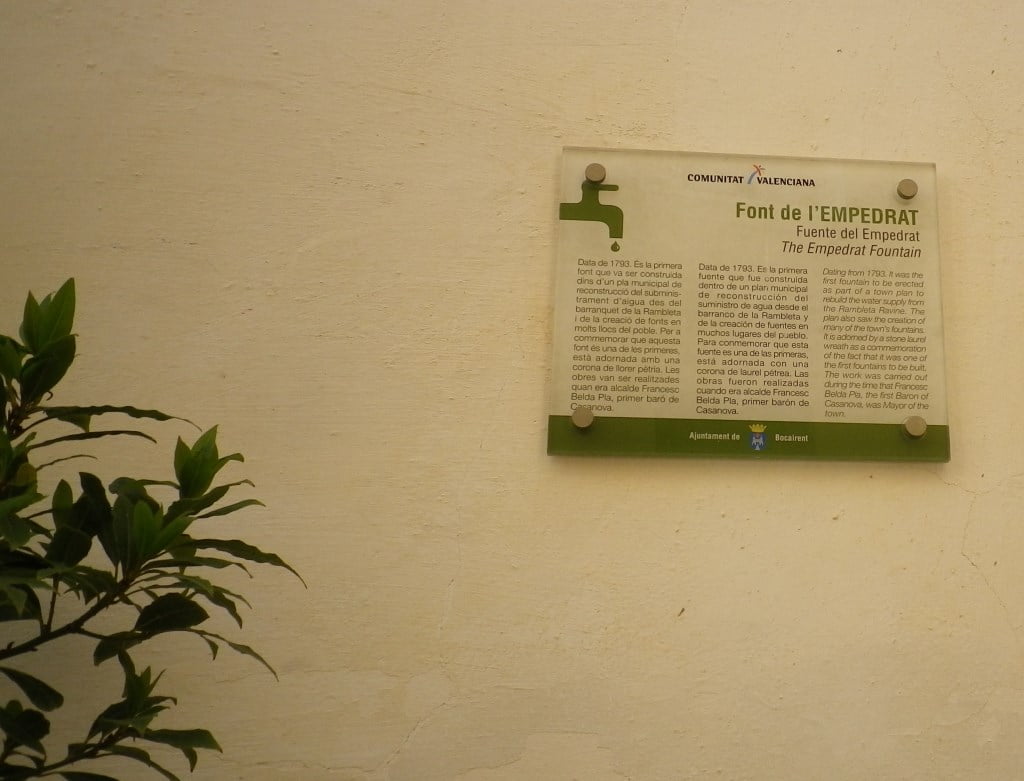 COMUNITAT VALENCIANA
Font de l'EMPEDRAT
Fuente del Empedrat
The Empedrat Fountain
Data de 1793. És la primera
font que va ser construïda
dins d'un pla municipal de
reconstrucció del subminis-
trament d'aigua des del
barranquet de la Rambleta
i de la creació de fonts en
molts llocs del poble. Per a
commemorar que aquesta
font és una de les primeres,
està adornada amb una
corona de llorer pètria. Les
obres van ser realitzades
quan era alcalde Francesc
Belda Pla, primer baró de
Casanova.
Data de 1793. Es la primera
fuente que fue construida
dentro de un plan municipal
de reconstrucción del
suministro de agua desde el
barranco de la Rambleta y
de la creación de fuentes en
muchos lugares del pueblo.
Para conmemorar que esta
fuente es una de las primeras,
está adornada con una
corona de laurel pétrea. Las
obras fueron realizadas
cuando era alcalde Francesc
Belda Pla, primer barón de
Casanova.
Dating from 1793. It was the
first fountain to be erected
as part of a town plan to
rebuild the water supply from
the Rambleta Ravine. The
plan also saw the creation of
many of the town's fountains.
It is adorned by a stone laurel
wreath as a commemoration
of the fact that it was one of
the first fountains to be built.
The work was carried out
during the time that Francesc
Belda Pla, the first Baron of
Casanova, was Mayor of the
town.
Ajuntament de Bocairent